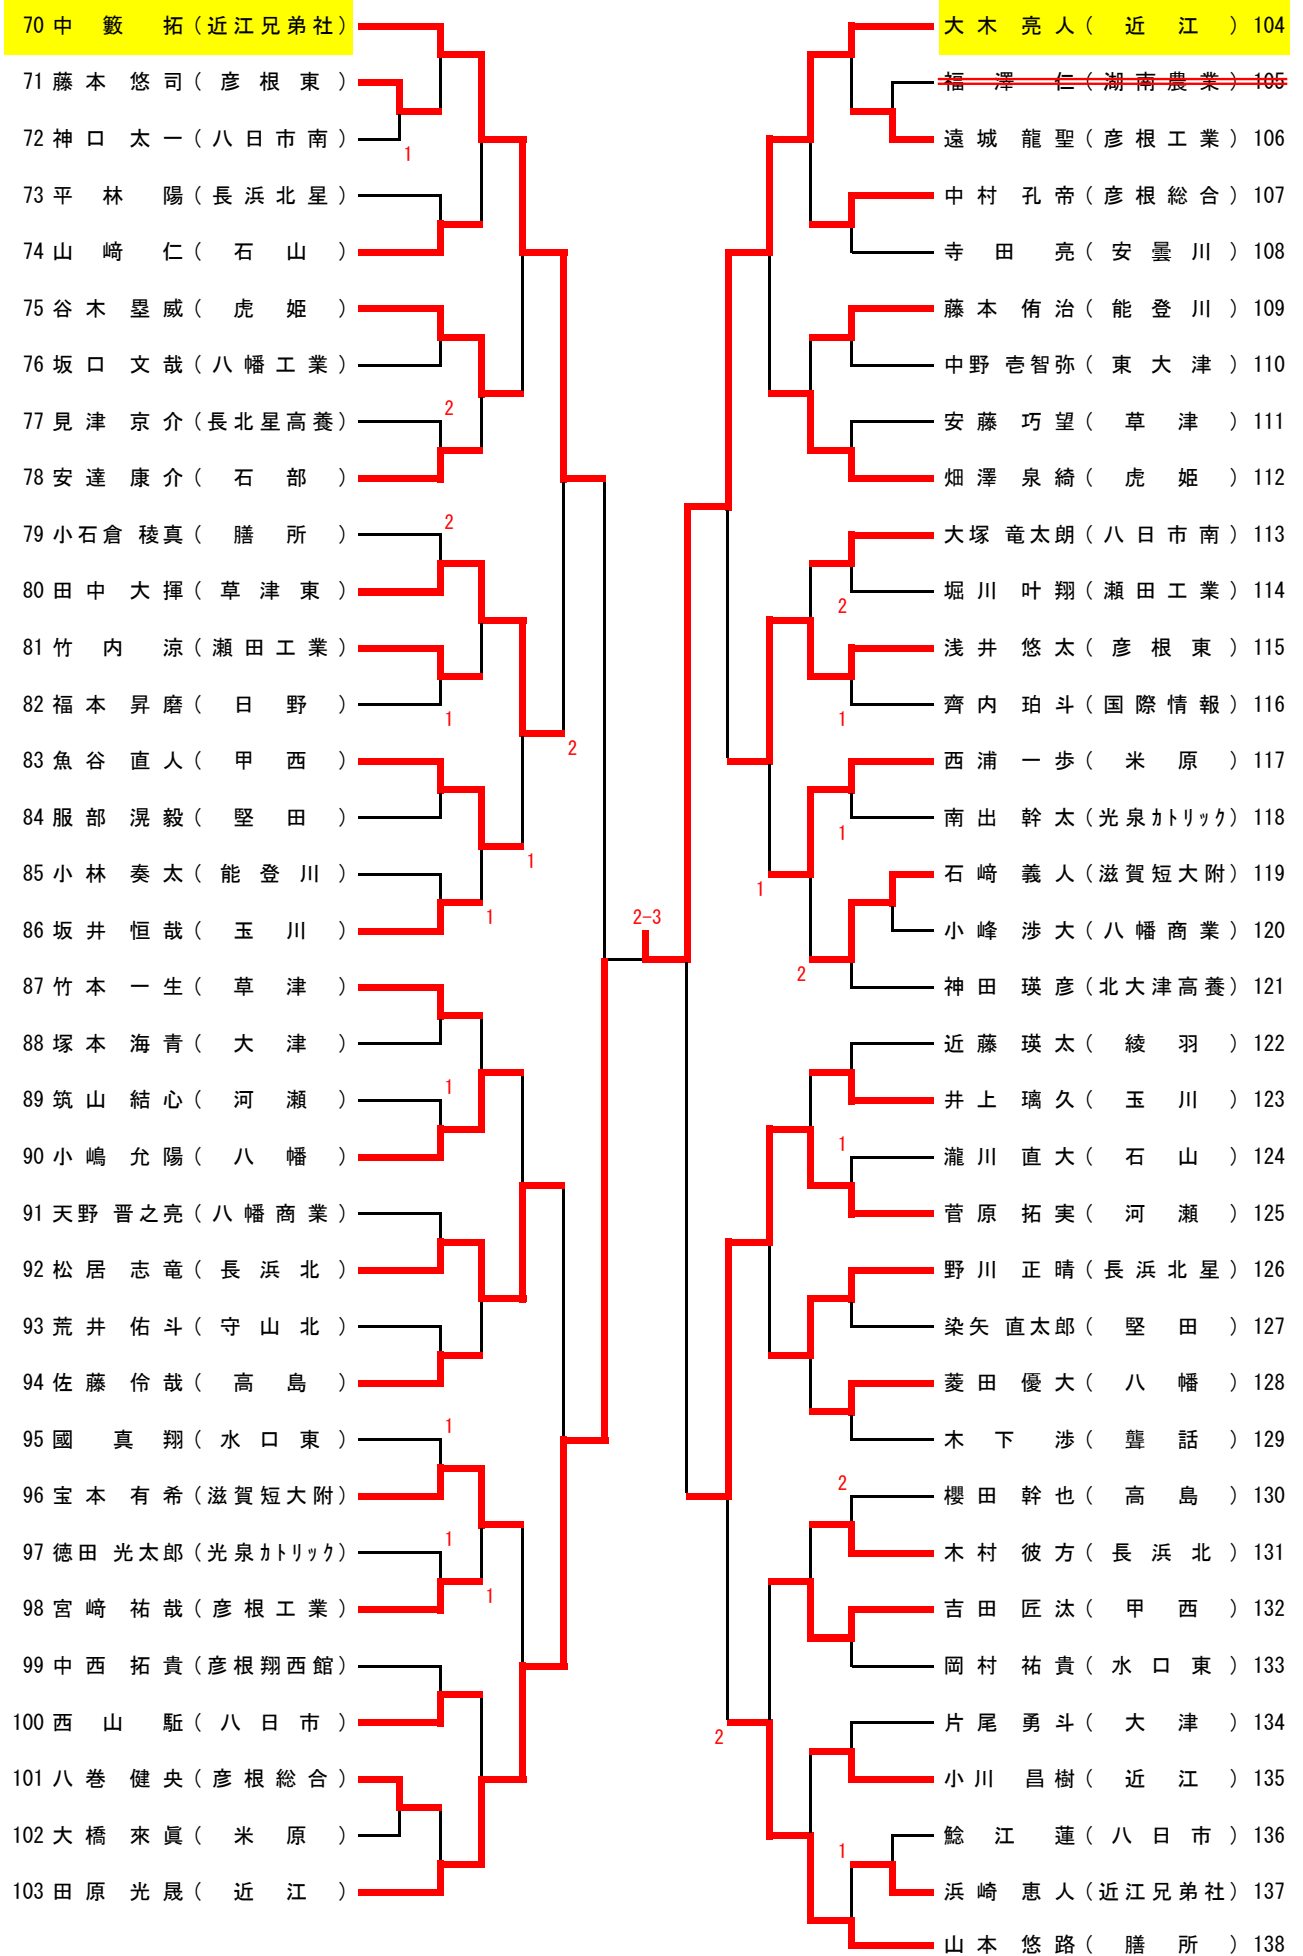 70 中 籔 拓 ( 近江兄弟社 )
71 藤本 悠司 ( 彦根東 )
72 神口 太一 ( 八日市南 )
1
73 平 林 陽 ( 長浜北星 )
74 山 﨑 仁 ( 石山 )
75 谷木 塁威 ( 虎姫 )
76 坂口 文哉 ( 八幡工業 )
2
77 見津 京介 ( 長北星高養 )
78 安達 康介 ( 石部 )
2
79 小石倉 稜真 ( 膳所 )
80 田中 大揮 ( 草津東 )
81 竹 内 涼 ( 瀬田工業 )
82 福本 昇磨 ( 日野 )
1
2
83 魚谷 直人 ( 甲西 )
84 服部 滉毅 ( 堅田 )
1
85 小林 奏太 ( 能登川 )
1
86 坂井 恒哉 ( 玉川 )
2-3
87 竹本 一生 ( 草津 )
88 塚本 海青 ( 大津 )
1
89 筑山 結心 ( 河瀬 )
90 小嶋 允陽 ( 八幡 )
91 天野 晋之亮 ( 八幡商業 )
92 松居 志竜 ( 長浜北 )
93 荒井 佑斗 ( 守山北 )
94 佐藤 伶哉 ( 高島 )
1
95 國 真翔 ( 水口東 )
96 宝本 有希 ( 滋賀短大附 )
1
97 徳田 光太郎 ( 光泉ｶﾄﾘｯｸ )
1
98 宮﨑 祐哉 ( 彦根工業 )
99 中西 拓貴 ( 彦根翔西館 )
100 西 山 駈 ( 八日市 )
101 八巻 健央 ( 彦根総合 )
102 大橋 來眞 ( 米原 )
103 田原 光晟 ( 近江 )
大木 亮人 ( 近江 ) 104
福 澤 仁 ( 湖南農業 ) 105
遠城 龍聖 ( 彦根工業 ) 106
中村 孔帝 ( 彦根総合 ) 107
寺 田 亮 ( 安曇川 ) 108
藤本 侑治 ( 能登川 ) 109
中野 壱智弥 ( 東大津 ) 110
安藤 巧望 ( 草津 ) 111
畑澤 泉綺 ( 虎姫 ) 112
大塚 竜太朗 ( 八日市南 ) 113
堀川 叶翔 ( 瀬田工業 ) 114
2
浅井 悠太 ( 彦根東 ) 115
齊内 珀斗 ( 国際情報 ) 116
1
西浦 一歩 ( 米原 ) 117
南出 幹太 ( 光泉ｶﾄﾘｯｸ ) 118
1
石﨑 義人 ( 滋賀短大附 ) 119
1
小峰 渉大 ( 八幡商業 ) 120
2
神田 瑛彦 ( 北大津高養 ) 121
近藤 瑛太 ( 綾羽 ) 122
井上 璃久 ( 玉川 ) 123
1
瀧川 直大 ( 石山 ) 124
菅原 拓実 ( 河瀬 ) 125
野川 正晴 ( 長浜北星 ) 126
染矢 直太郎 ( 堅田 ) 127
菱田 優大 ( 八幡 ) 128
木 下 渉 ( 聾話 ) 129
2
櫻田 幹也 ( 高島 ) 130
木村 彼方 ( 長浜北 ) 131
吉田 匠汰 ( 甲西 ) 132
岡村 祐貴 ( 水口東 ) 133
片尾 勇斗 ( 大津 ) 134
2
小川 昌樹 ( 近江 ) 135
鯰 江 蓮 ( 八日市 ) 136
1
浜崎 恵人 ( 近江兄弟社 ) 137
山本 悠路 ( 膳所 ) 138